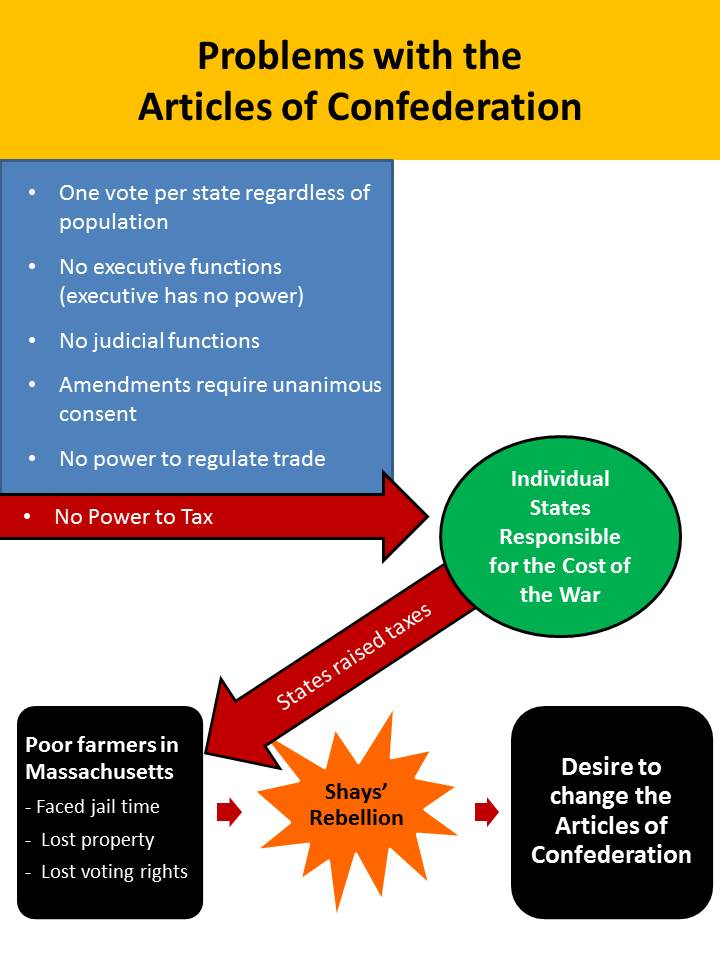 Problems with the
Articles of Confederation
• One vote per state regardless of
population
• No executive functions
(executive has no power)
• No judicial functions
• Amendments require unanimous
consent
• No power to regulate trade
• No Power to Tax
Individual
States
Responsible
for the Cost of
the War
States raised taxes
Poor farmers in
Massachusetts
- Faced jail time
- Lost property
- Lost voting rights
Shays’
Rebellion
Desire to
change the
Articles of
Confederation